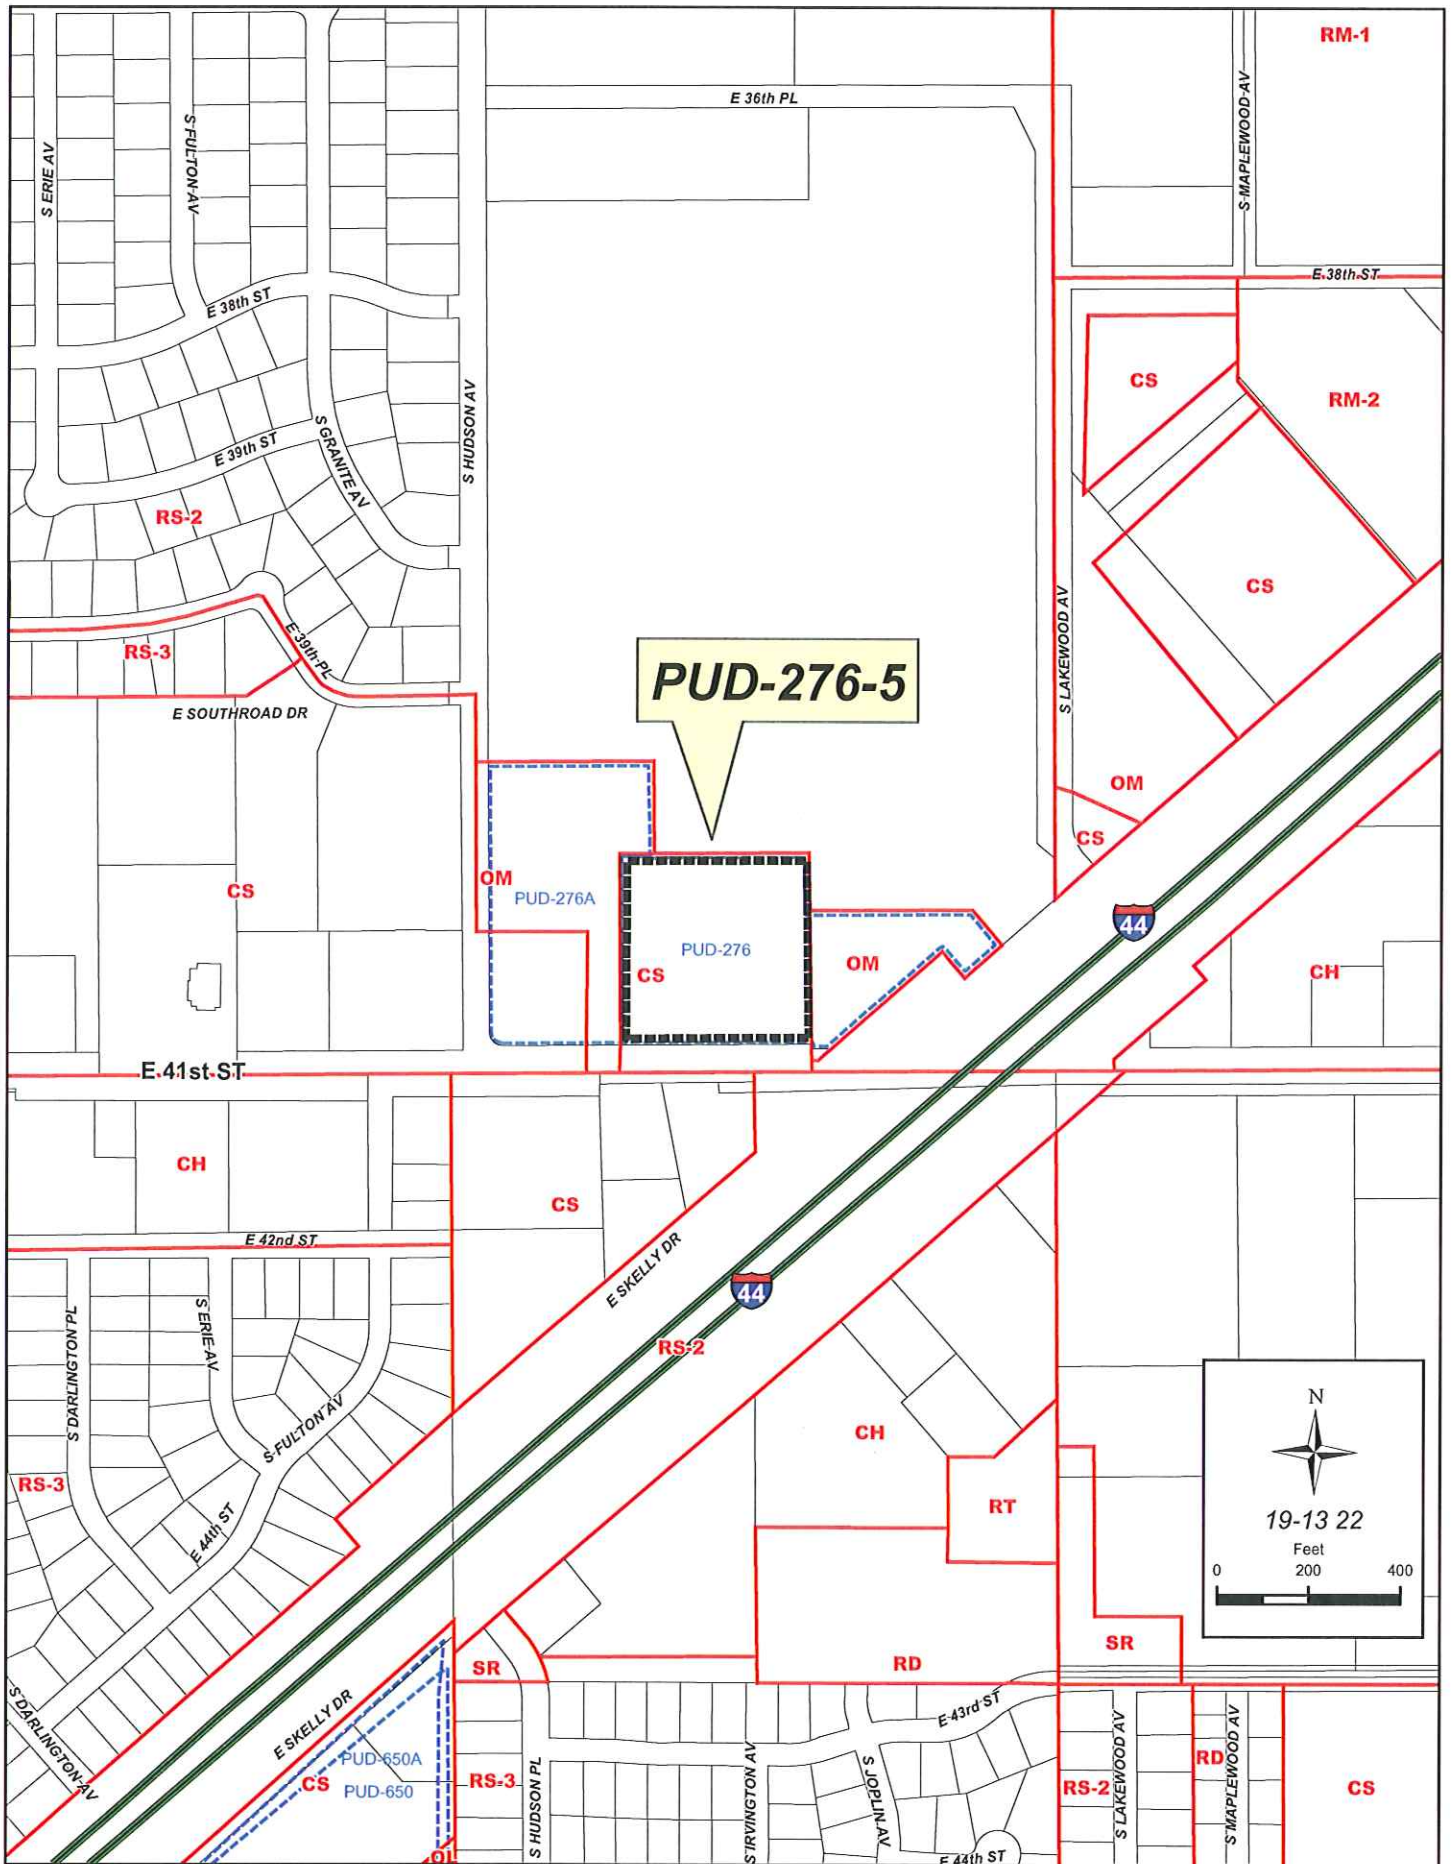 RM-1
E 36th PL
S ERIE AV
S FULTON AV
S MAPLEWOOD AV
E 38th ST
E 38th ST
CS
RM-2
S HUDSON AV
S GRANITE AV
E 39th ST
RS-2
CS
S LAKEWOOD AV
E 39th PL
RS-3
PUD-276-5
E SOUTHROAD DR
OM
CS
OM
CS
PUD-276A
PUD-276
CS
OM
44
CH
E 41st ST
CH
CS
E 42nd ST
E SKELLY DR
44
RS-2
S DARLINGTON PL
S ERIE AV
S FULTON AV
CH
N
RS-3
RT
19-13 22
Feet
0 200 400
E 44th ST
SR
SR
RD
S DARLINGTON AV
E SKELLY DR
E 43rd ST
PUD-650A
CS
PUD-650
RS-3
S HUDSON PL
S IRVINGTON AV
S JOPLIN AV
RS-2
S LAKEWOOD AV
RD
S MAPLEWOOD AV
CS
OL
E 44th ST